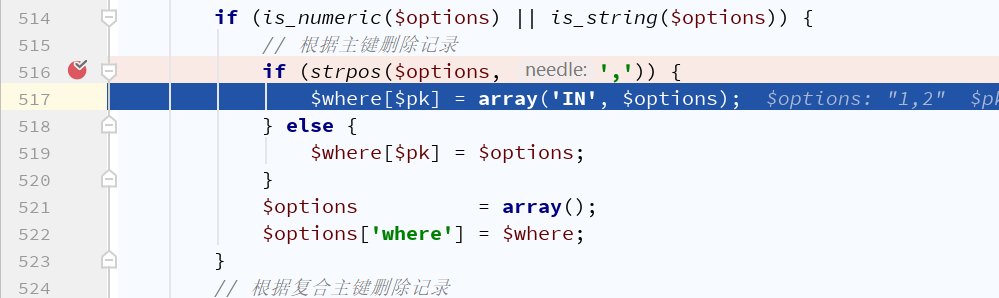 514 if (is_numeric($options) || is_string($options)) {
515 // 根据主键删除记录
516 if (strpos($options, needle: ',')) {
517 $where[$pk] = array('IN', $options); $options: "1,2" $pk
518 } else {
519 $where[$pk] = $options;
520 }
521 $options = array();
522 $options['where'] = $where;
523 }
524 // 根据复合主键删除记录